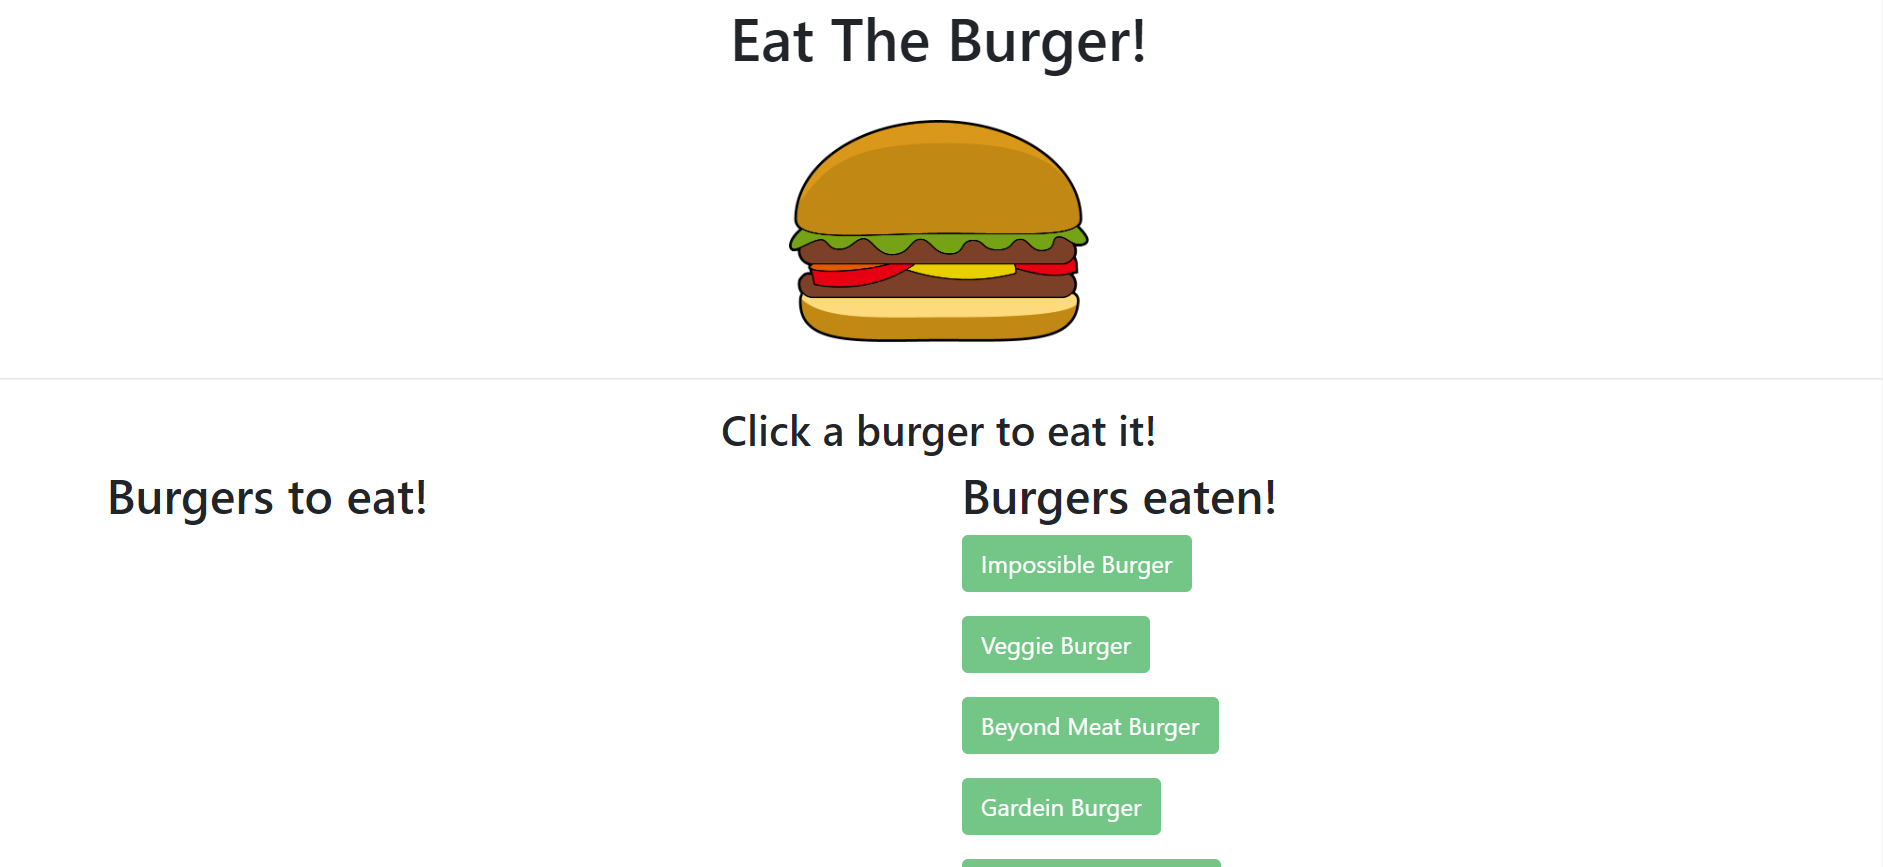 Eat The Burger!
Click a burger to eat it!
Burgers to eat!
Burgers eaten!
Impossible Burger
Veggie Burger
Beyond Meat Burger
Gardein Burger